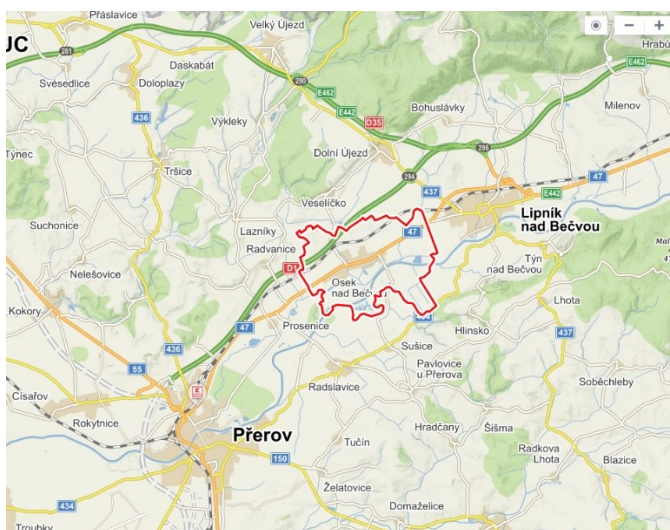 Přáslavice
Velký Újezd
Hrabů
UC
281
E462
Daskabát
290
Svésedlice
Doloplazy
E462
E442
Bohuslávky
Milenov
436
Výkleky
D35
Týnec
Dolní Újezd
296
Tršice
294
47
437
E442
Veselíčko
Lipník
nad Bečvou
Suchonice
Lazníky
47
Radvanice
Týn
nad Bečvou
Nelešovice
Osek
nad Bečvou
Lhota
Kokory
47
Prosenice
Hlinsko
437
436
Sušice
55
Pavlovice
u Přerova
Císařov
Radslavice
Soběchleby
Rokytnice
Hradčany
Šišma
Přerov
Tučín
Radkova
Lhota
Blazice
150
434
Želatovice
Domaželice
Troubky